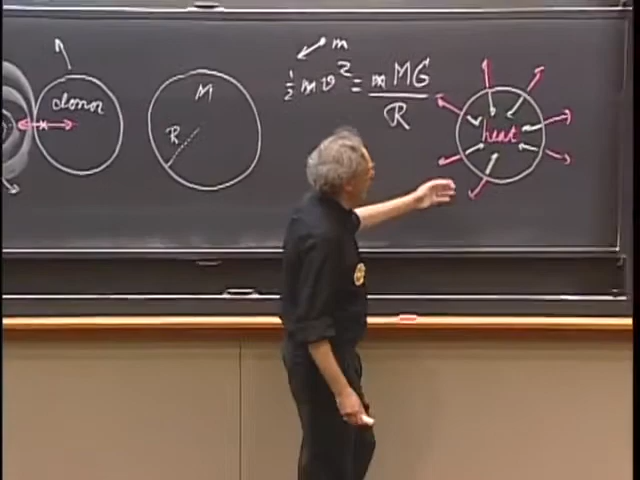 donor
M
R
m
½ m v² = m M G / R
heat